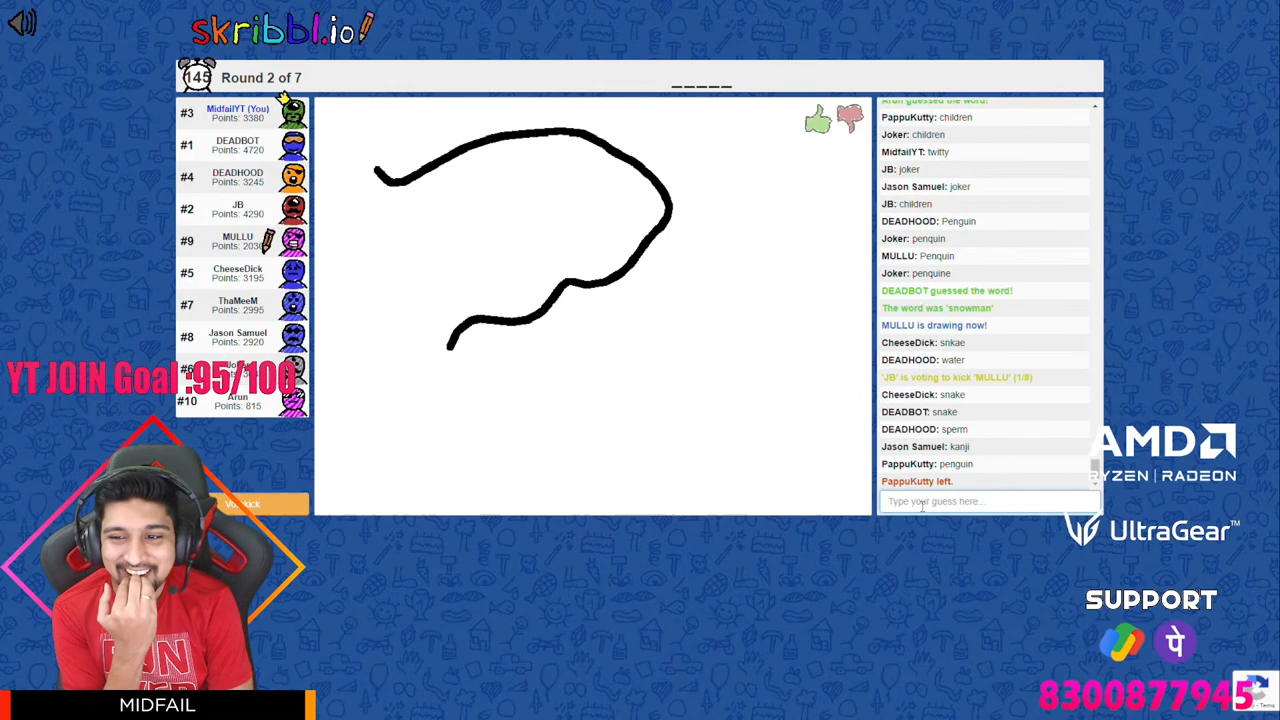 skribbl.io!
145
Round 2 of 7
_____
#3 MidfailYT (You)
Points: 3380
#1 DEADBOT
Points: 4720
#4 DEADHOOD
Points: 3245
#2 JB
Points: 4290
#9 MULLU
#5 CheeseDick
Points: 3195
#7 ThaMeeM
Points: 2995
#8 Jason Samuel
Points: 2920
YT JOIN Goal :95/100
#10 Arun
Points: 815
MIDFAIL
Arun guessed the word!
PappuKutty: children
Joker: children
MidfailYT: twitty
JB: joker
Jason Samuel: joker
JB: children
DEADHOOD: Penguin
Joker: penquin
MULLU: Penquin
Joker: penquine
DEADBOT guessed the word!
The word was 'snowman'
MULLU is drawing now!
CheeseDick: snkae
DEADHOOD: water
'JB' is voting to kick 'MULLU' (1/8)
CheeseDick: snake
DEADBOT: snake
DEADHOOD: sperm
Jason Samuel: kanji
PappuKutty: penguin
PappuKutty left.
Type your guess here...
AMD
RYZEN | RADEON
UltraGear™
SUPPORT
पे
8300877945